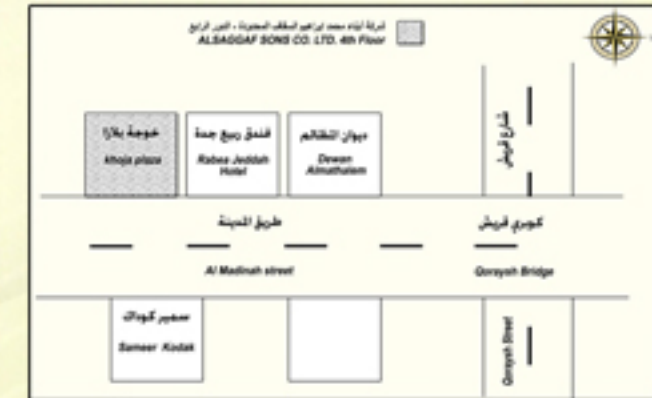 شركة أبناء محمد إبراهيم السقاف المحدودة - الدور الرابع
ALSAGGAF SONS CO. LTD. 4th Floor
خوجة بلازا
khoja plaza
فندق ربيع جدة
Rabea Jeddah
Hotel
ديوان المظالم
Dewan
Almathalem
شارع قريش
طريق المدينة
كوبري قريش
Al Madinah street
Qoraysh Bridge
سمير كوداك
Sameer Kodak
Qoraysh Street